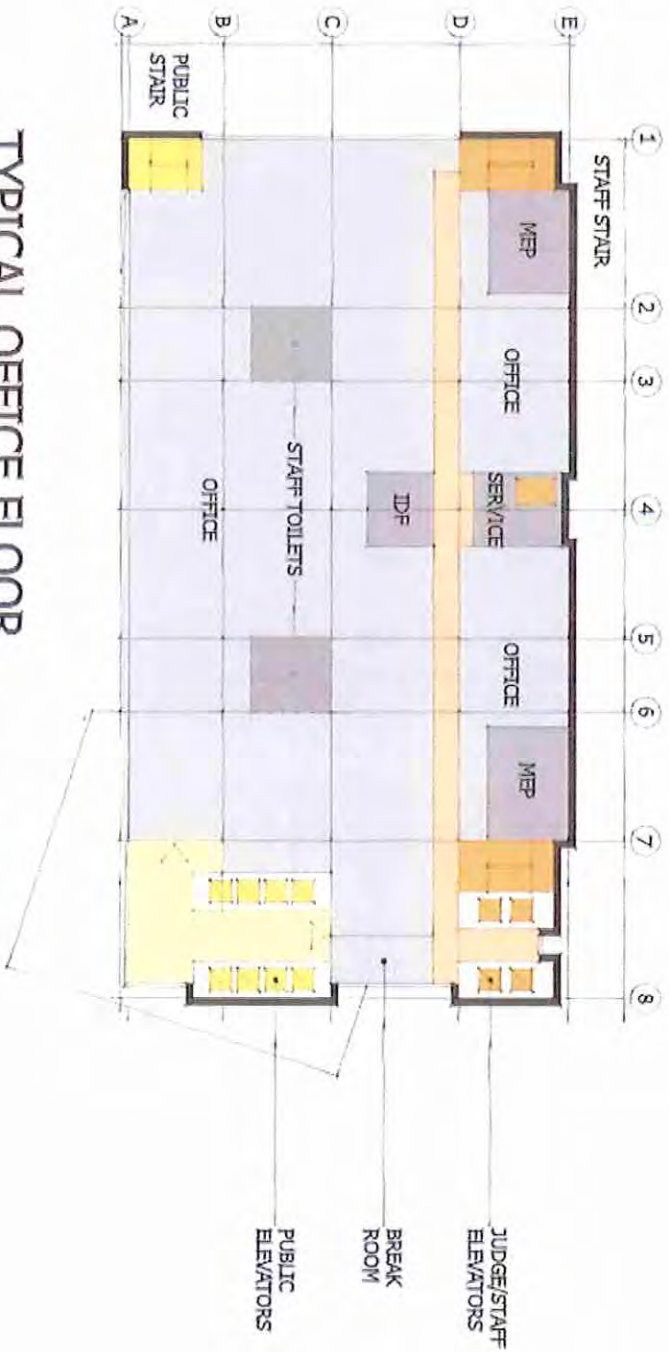 1 2 3 4 5 6 7 8
STAFF STAIR
E
MEP
OFFICE
SERVICE
OFFICE
MEP
JUDGE/STAFF
ELEVATORS
D
IDF
BREAK
ROOM
C
STAFF TOILETS
PUBLIC
ELEVATORS
B
OFFICE
PUBLIC
STAIR
A
TYPICAL OFFICE FLOOR